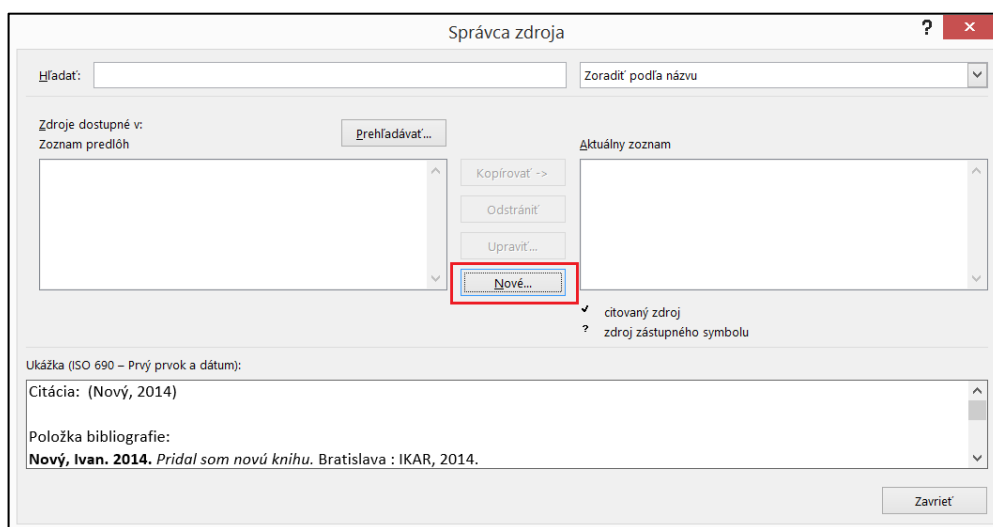 Správca zdroja
?
Hľadať:
Zoradiť podľa názvu
Zdroje dostupné v:
Zoznam predlôh
Prehľadávať...
Aktuálny zoznam
Kopírovať ->
Odstrániť
Upraviť...
Nové...
citovaný zdroj
? zdroj zástupného symbolu
Ukážka (ISO 690 – Prvý prvok a dátum):
Citácia: (Nový, 2014)
Položka bibliografie:
Nový, Ivan. 2014. Pridal som novú knihu. Bratislava : IKAR, 2014.
Zavrieť